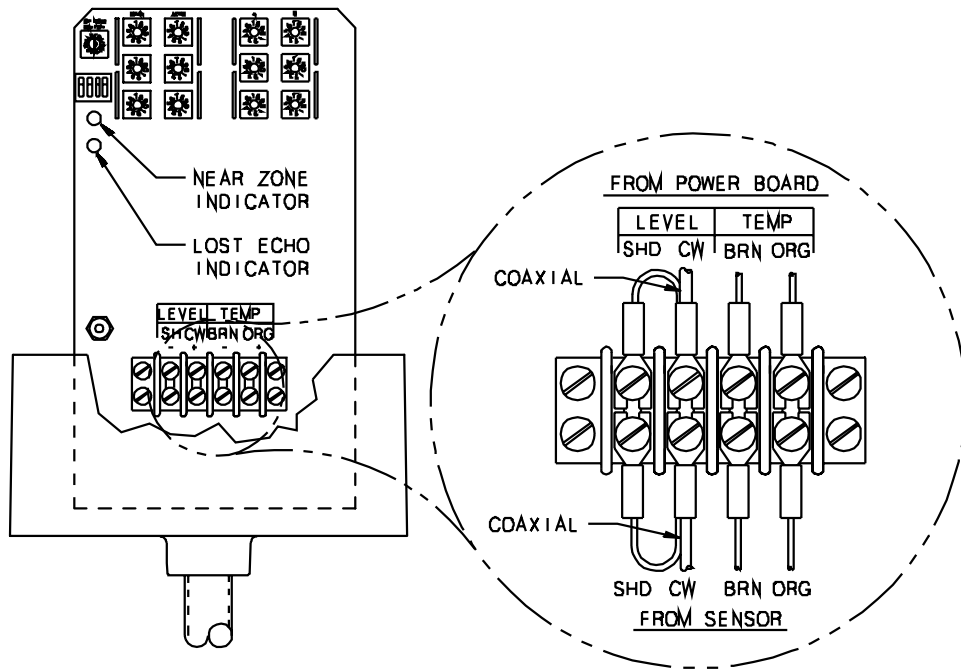 NEAR ZONE
INDICATOR
LOST ECHO
INDICATOR
LEVEL TEMP
SH CW BRN ORG
- + - +
FROM POWER BOARD
LEVEL TEMP
SHD CW BRN ORG
COAXIAL
COAXIAL
SHD CW BRN ORG
FROM SENSOR